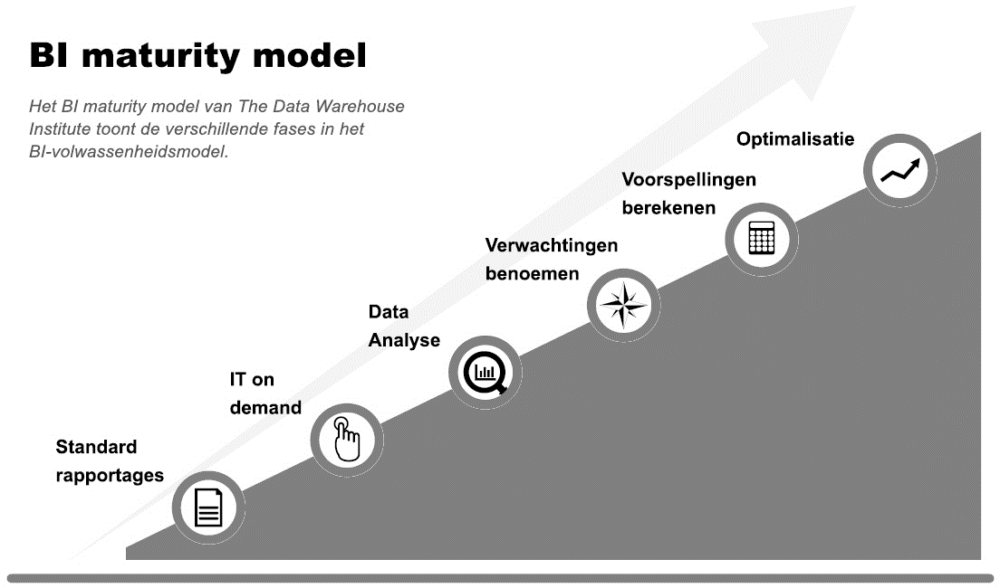 BI maturity model
Het BI maturity model van The Data Warehouse
Institute toont de verschillende fases in het
BI-volwassenheidsmodel.
Optimalisatie
Voorspellingen
berekenen
Verwachtingen
benoemen
Data
Analyse
IT on
demand
Standard
rapportages